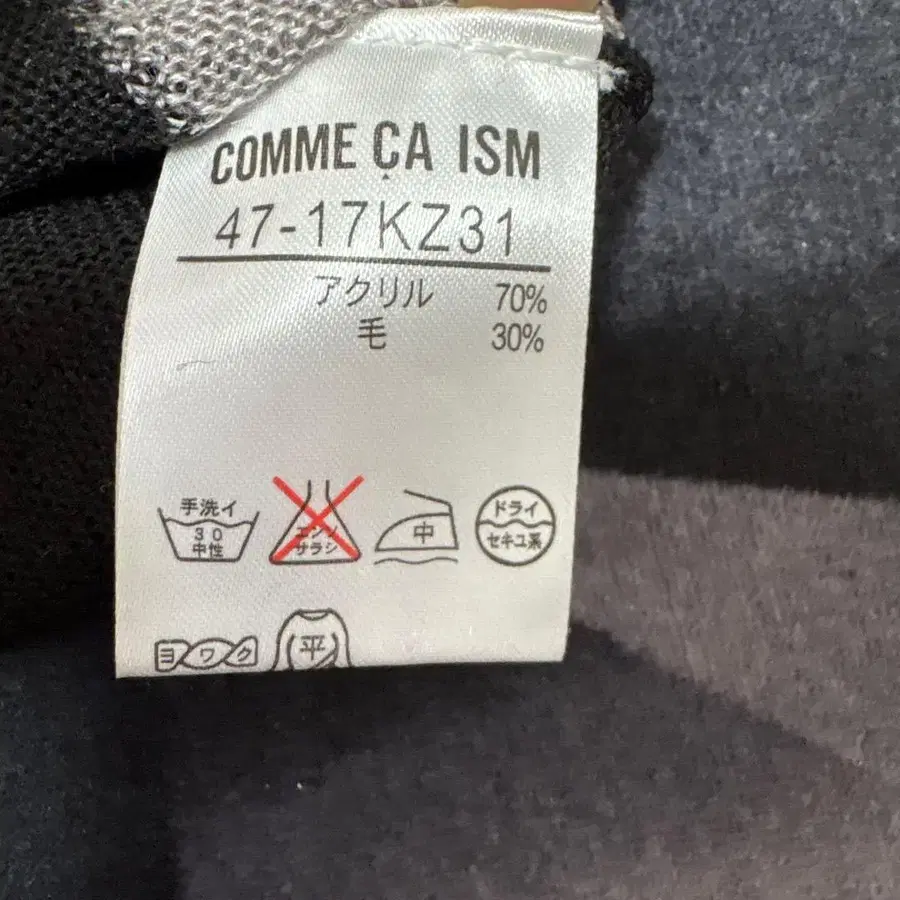 COMME ÇA ISM
47-17KZ31
アクリル 70%
毛 30%
手洗イ
30
中性
エンソ
サラシ
中
ドライ
セキユ系
ヨワク
平